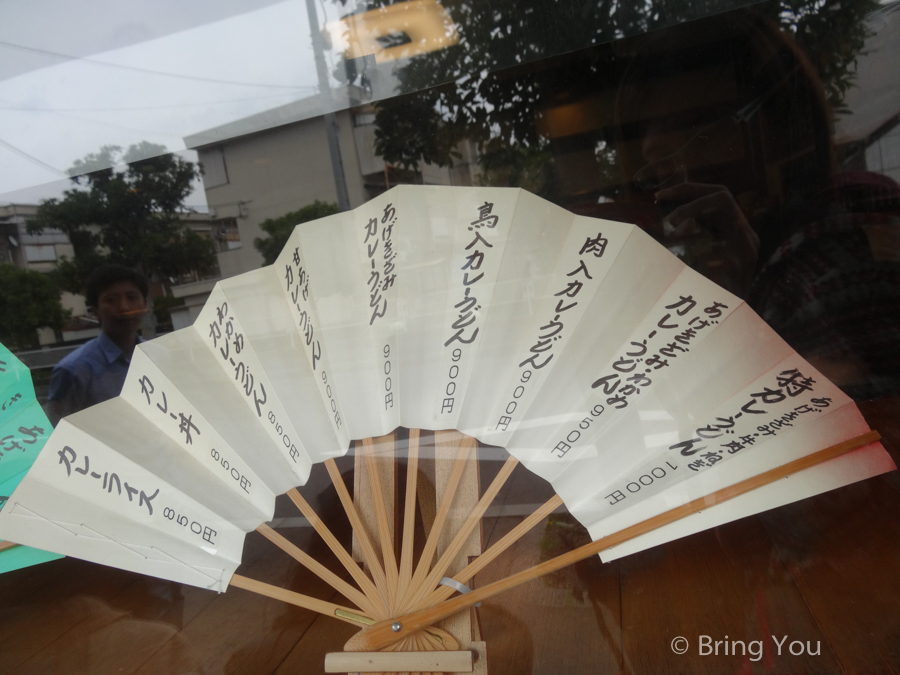 特カレーうどん
あげきざみ 牛肉 ねぎ
1000円
あげきざみ・わかめ
カレーうどん
950円
肉入カレーうどん
900円
鳥入カレーうどん
900円
あげきざみ
カレーうどん
900円
甘あげ
カレーうどん
900円
わかめ
カレーうどん
850円
カレー丼
850円
カレーライス
850円
© Bring You